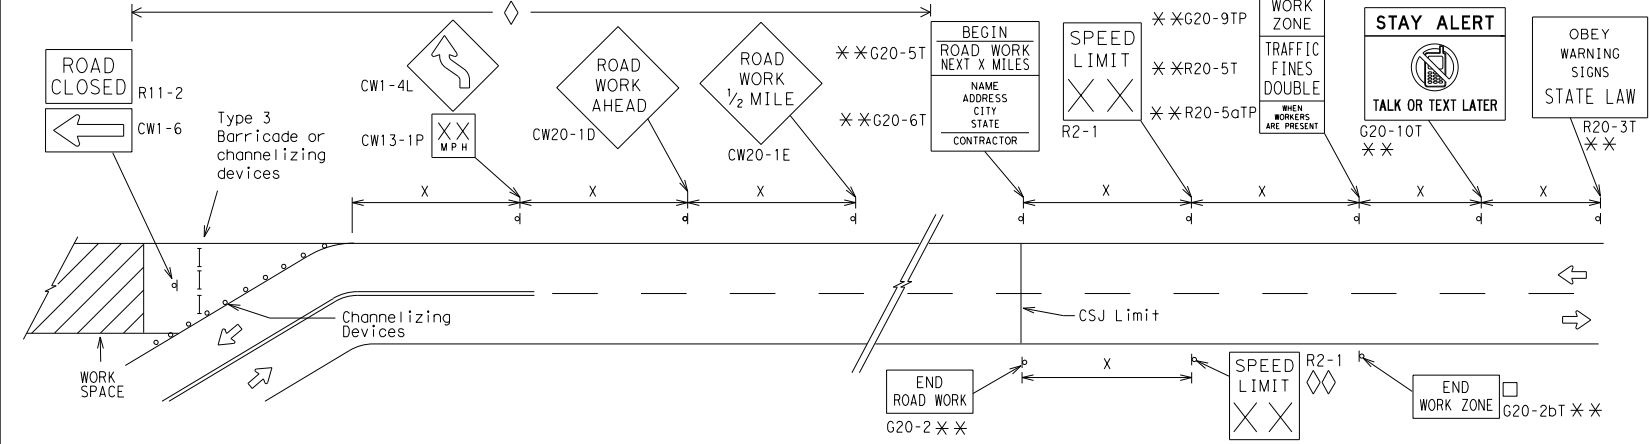 ROAD
CLOSED
R11-2
CW1-6
Type 3
Barricade or
channelizing
devices
CW1-4L
CW13-1P
XX
MPH
ROAD
WORK
AHEAD
CW20-1D
ROAD
WORK
1/2 MILE
CW20-1E
**G20-5T
**G20-6T
BEGIN
ROAD WORK
NEXT X MILES
NAME
ADDRESS
CITY
STATE
CONTRACTOR
SPEED
LIMIT
XX
R2-1
**G20-9TP
**R20-5T
**R20-5aTP
WORK
ZONE
TRAFFIC
FINES
DOUBLE
WHEN
WORKERS
ARE PRESENT
STAY ALERT
TALK OR TEXT LATER
G20-10T
**
OBEY
WARNING
SIGNS
STATE LAW
R20-3T
**
X
X
X
X
X
X
X
Channelizing
Devices
CSJ Limit
WORK
SPACE
END
ROAD WORK
G20-2**
X
SPEED
LIMIT
XX
R2-1
END
WORK ZONE
G20-2bT**